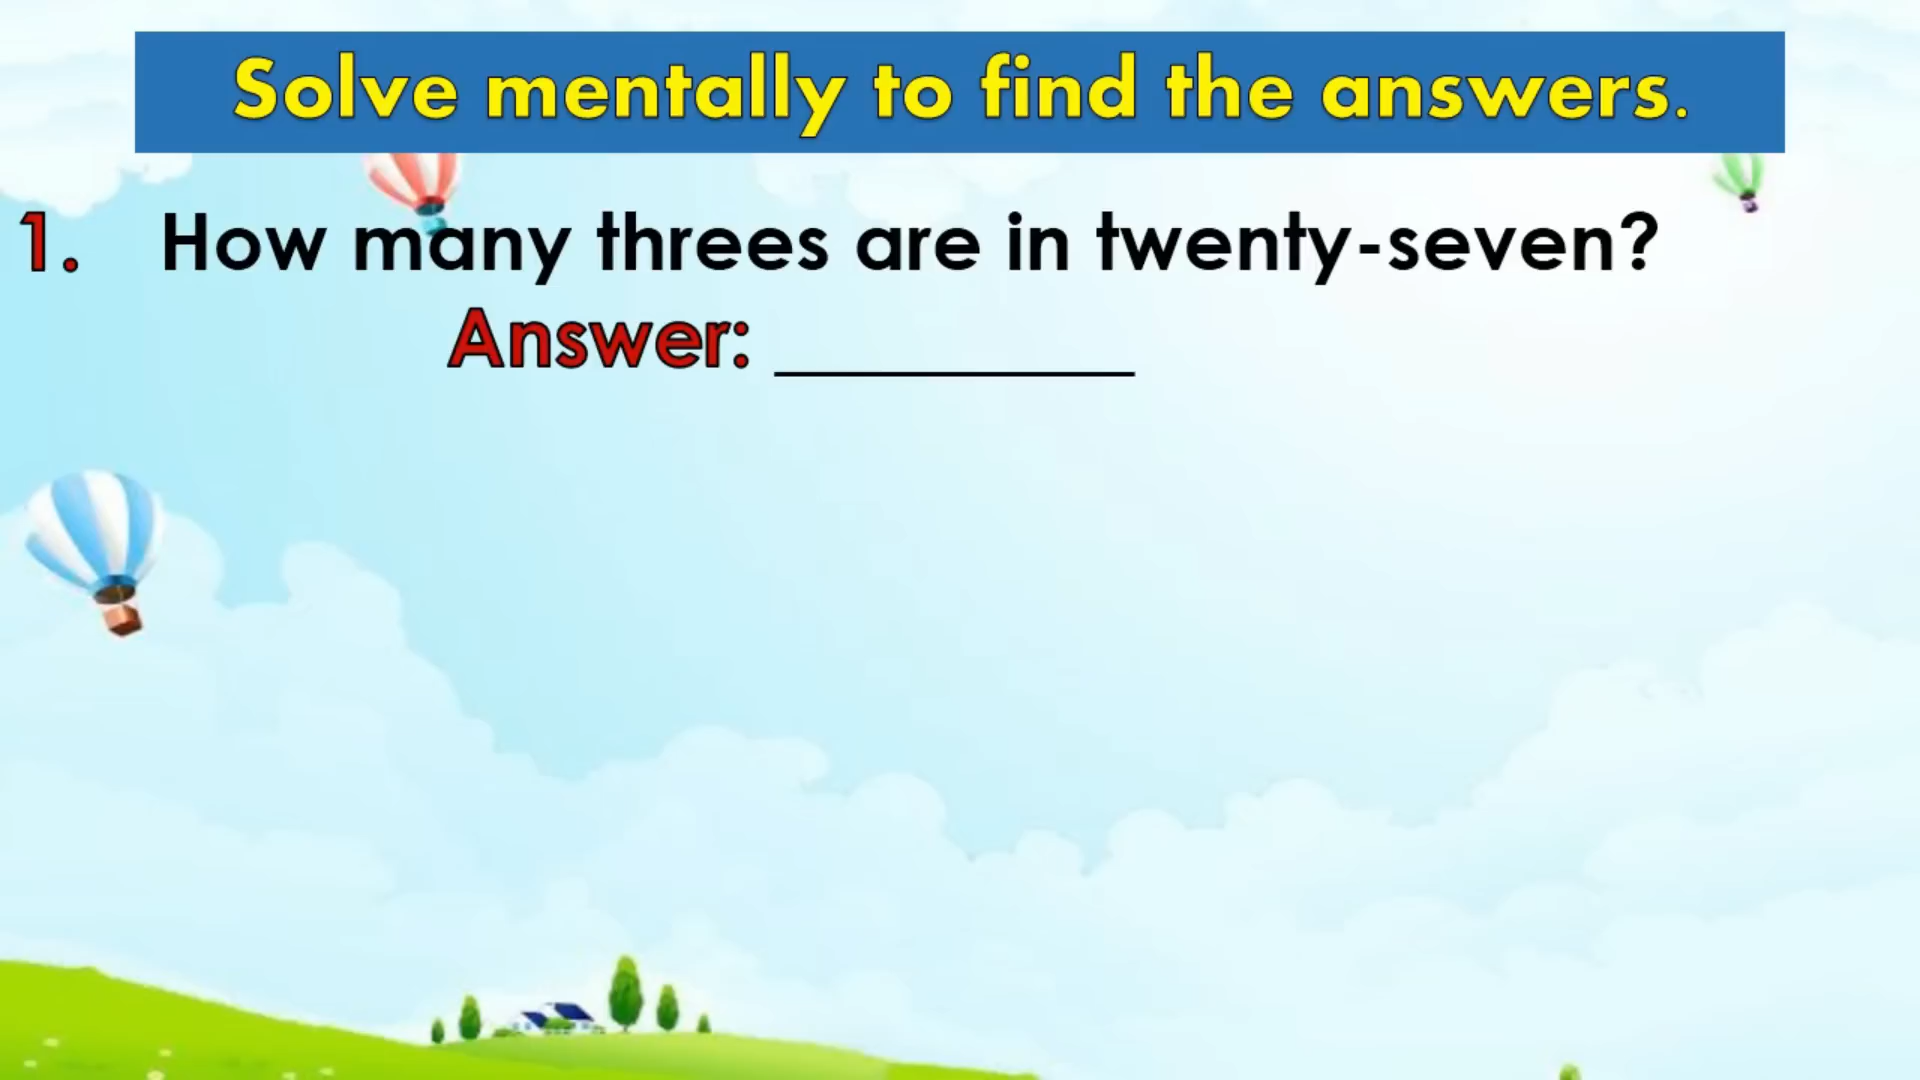 Solve mentally to find the answers.
1. How many threes are in twenty-seven?
Answer: __________